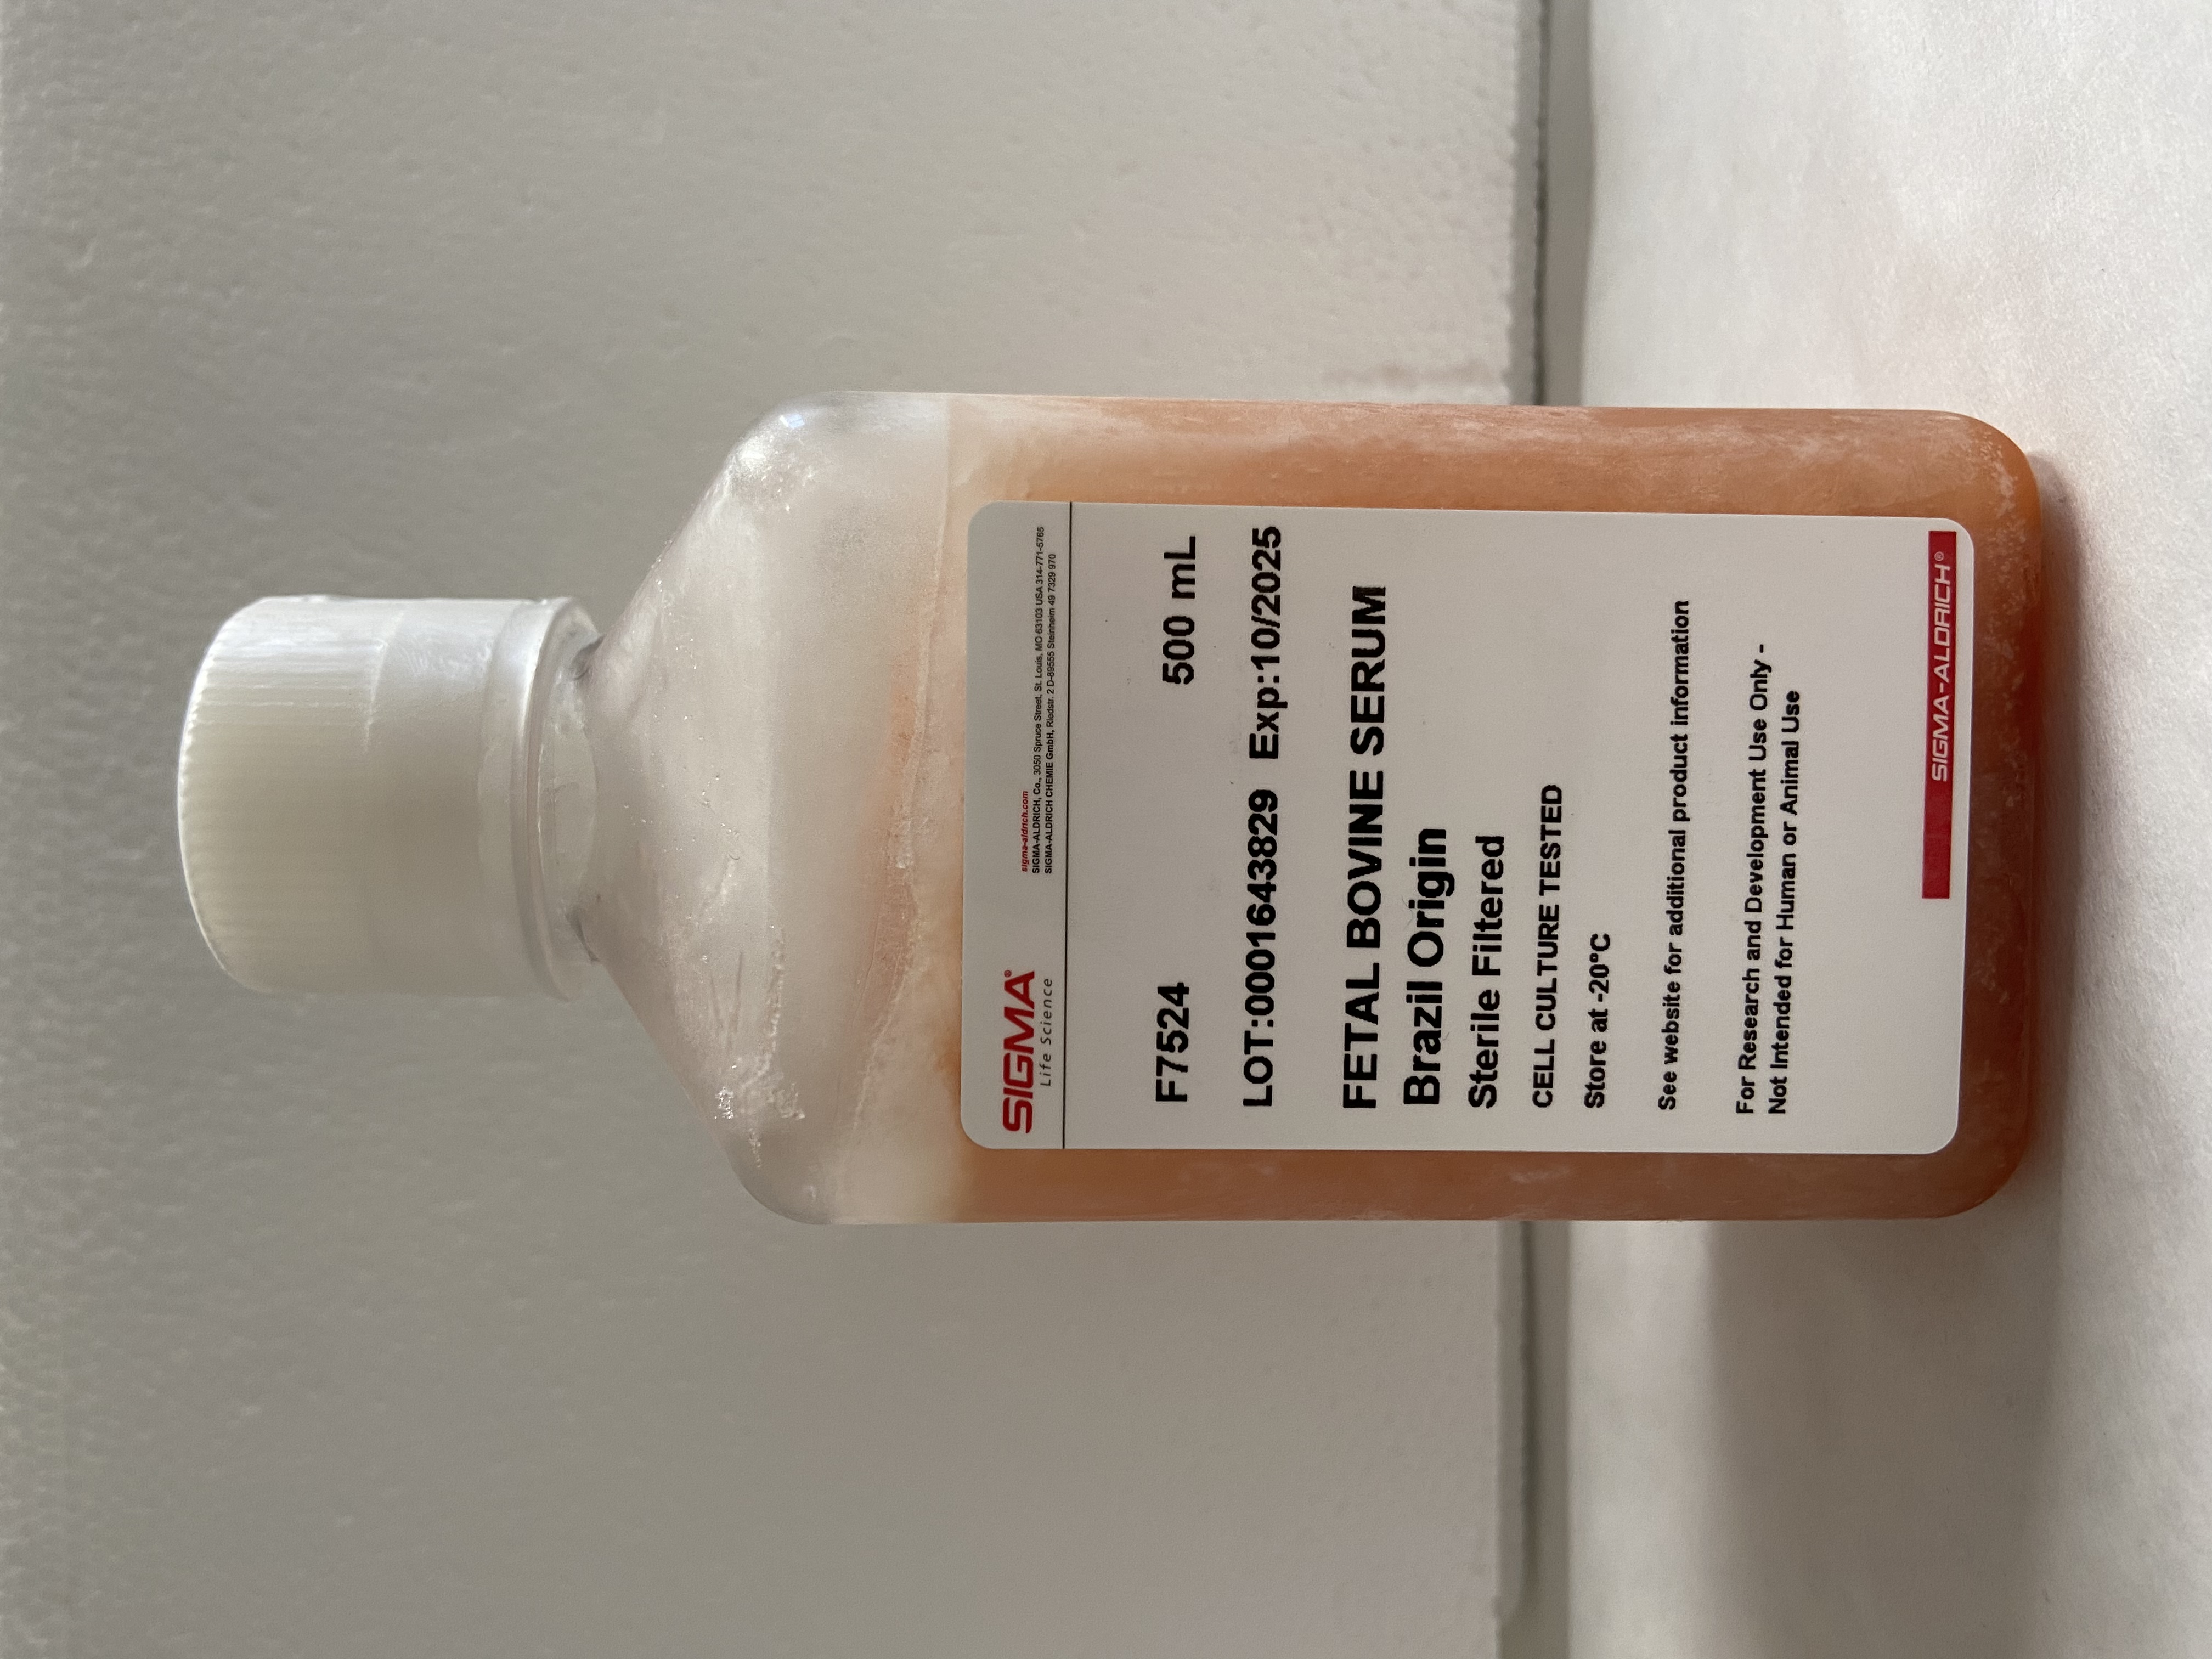 SIGMA®
Life Science
sigma-aldrich.com
SIGMA-ALDRICH, Co., 3050 Spruce Street, St. Louis, MO 63103 USA 314-771-5765
SIGMA-ALDRICH CHEMIE GmbH, Riedstr. 2 D-89555 Steinheim 49 7329 970
F7524 500 mL
LOT:0001643829 Exp:10/2025
FETAL BOVINE SERUM
Brazil Origin
Sterile Filtered
CELL CULTURE TESTED
Store at -20°C
See website for additional product information
For Research and Development Use Only -
Not Intended for Human or Animal Use
SIGMA-ALDRICH®